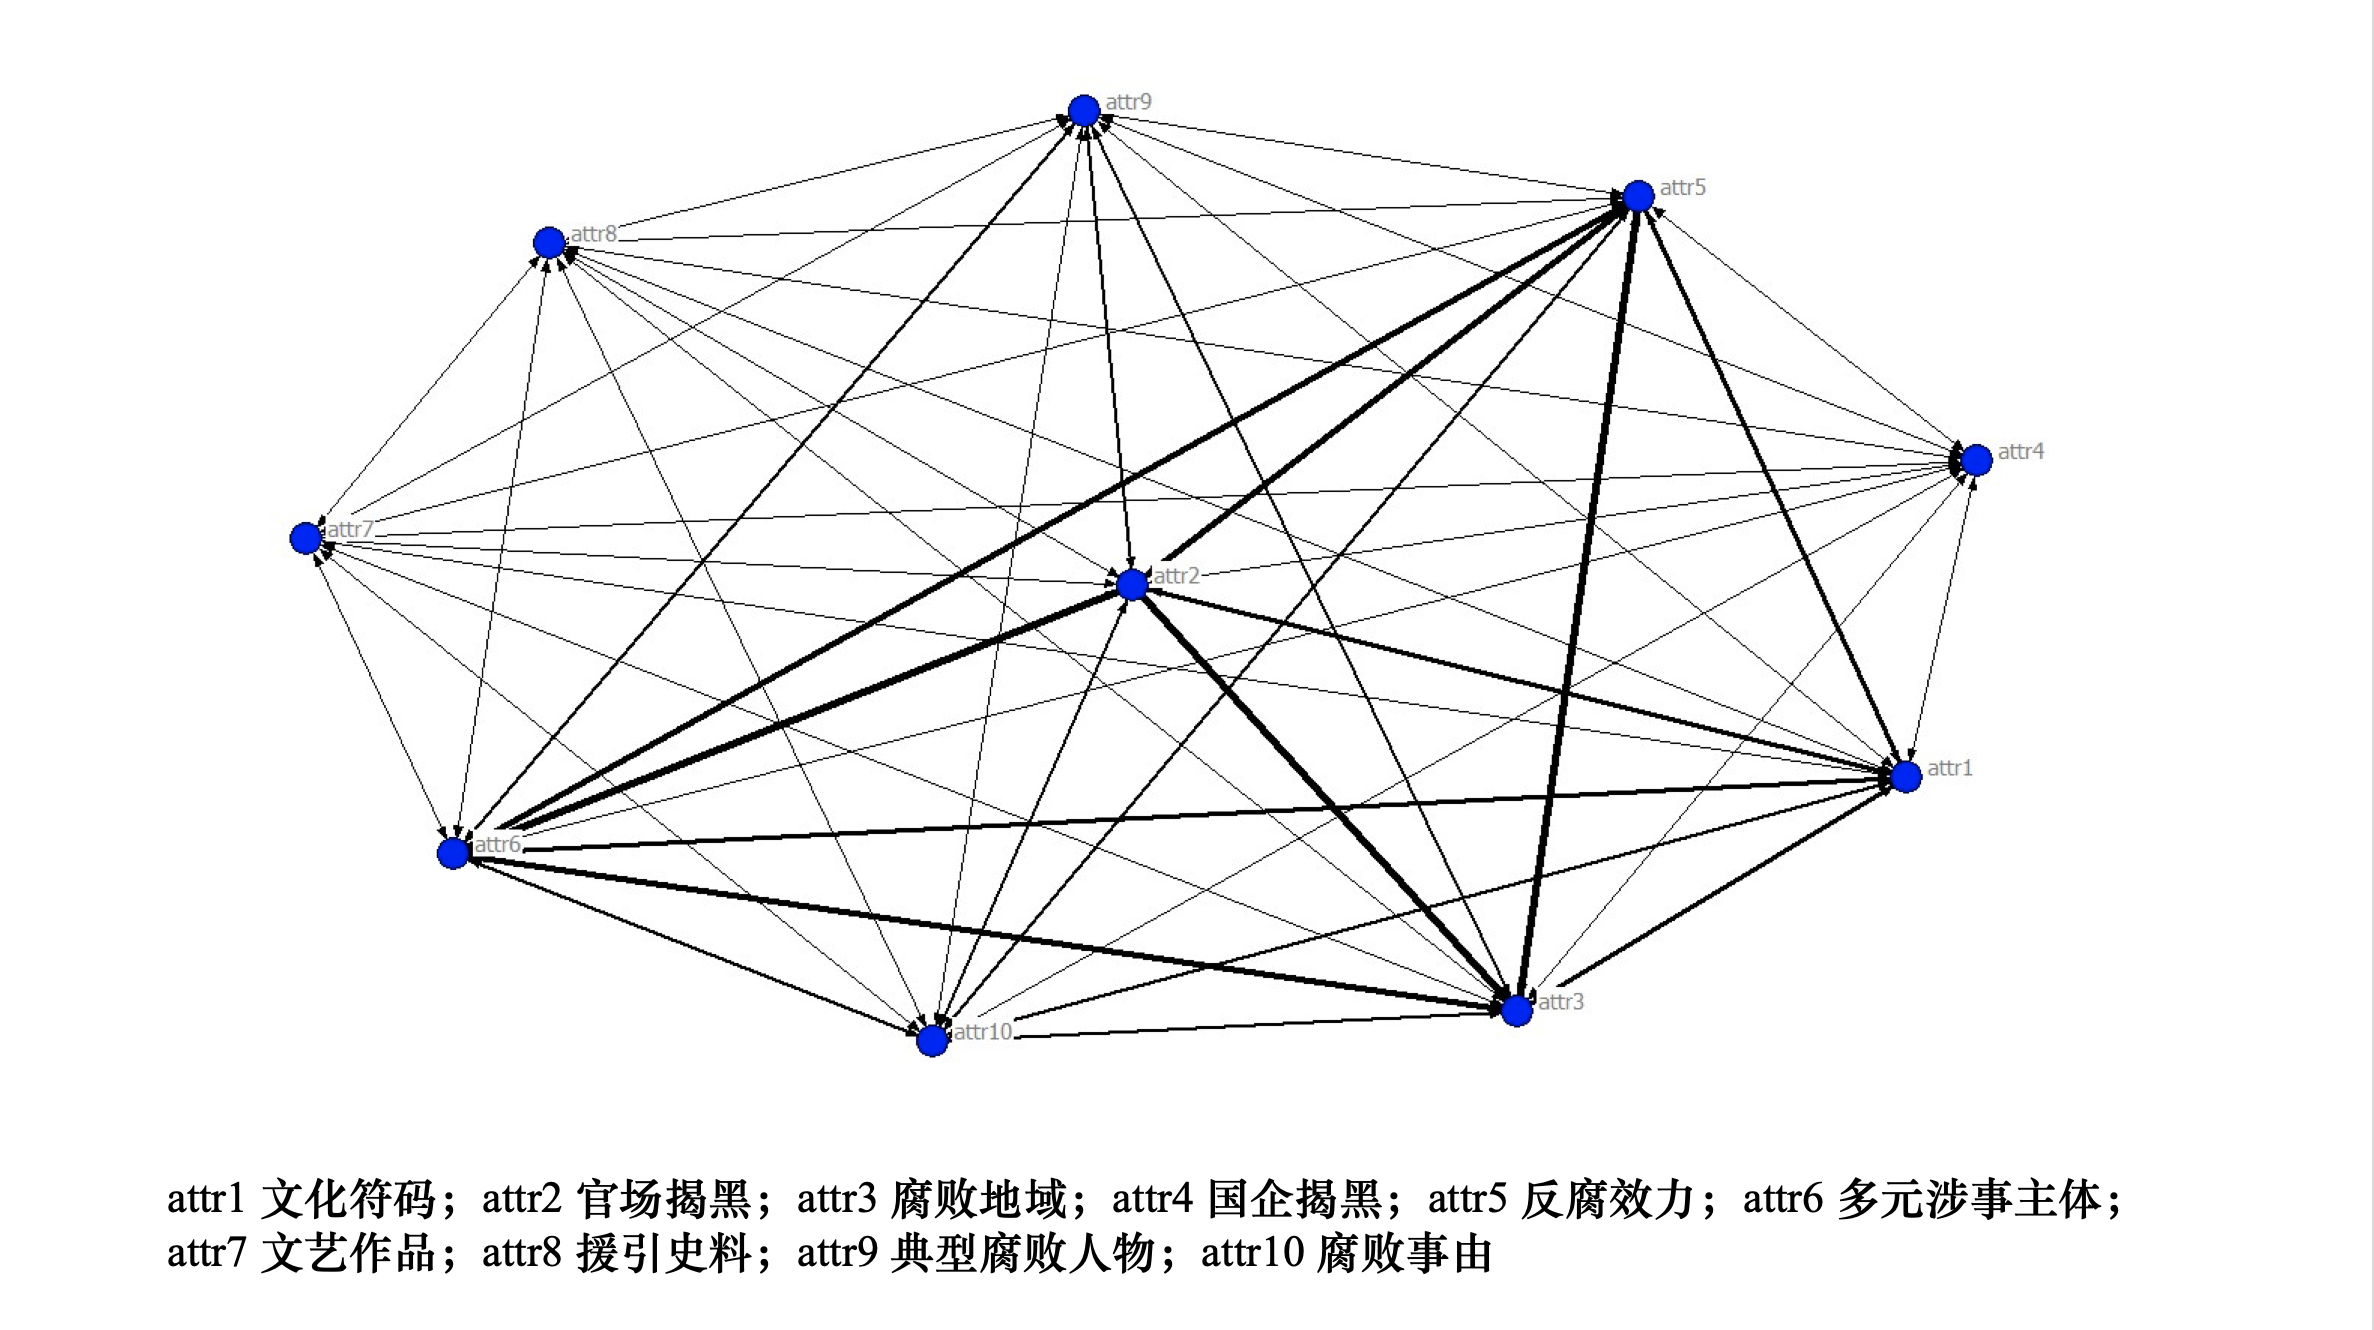 attr9
attr5
attr8
attr4
attr7
attr2
attr1
attr6
attr3
attr10
attr1 文化符码；attr2 官场揭黑；attr3 腐败地域；attr4 国企揭黑；attr5 反腐效力；attr6 多元涉事主体；
attr7 文艺作品；attr8 援引史料；attr9 典型腐败人物；attr10 腐败事由